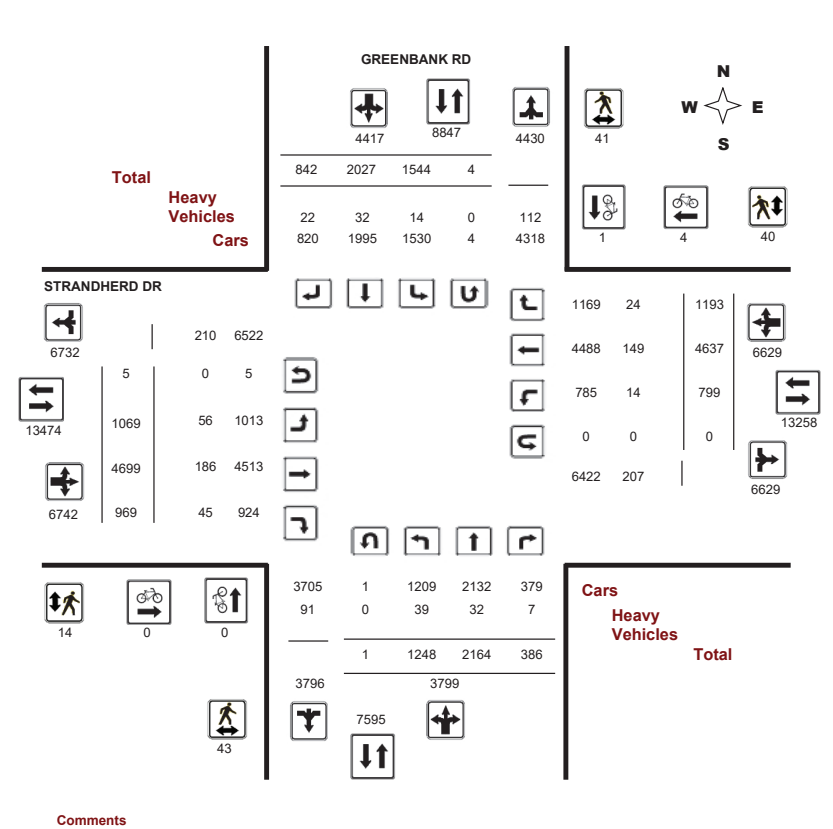 GREENBANK RD
N
W E
S
4417 8847 4430 41
842 2027 1544 4
Total
Heavy
Vehicles
Cars
22 32 14 0 112
820 1995 1530 4 4318
1 4 40
STRANDHERD DR
6732
210 6522
1169 24 1193
4488 149 4637 6629
5 0 5
785 14 799
13474
1069 56 1013
13258
0 0 0
4699 186 4513
6422 207
6629
6742
969 45 924
3705 1 1209 2132 379
91 0 39 32 7
Cars
Heavy
Vehicles
Total
14 0 0
1 1248 2164 386
3796 3799
7595
43
Comments